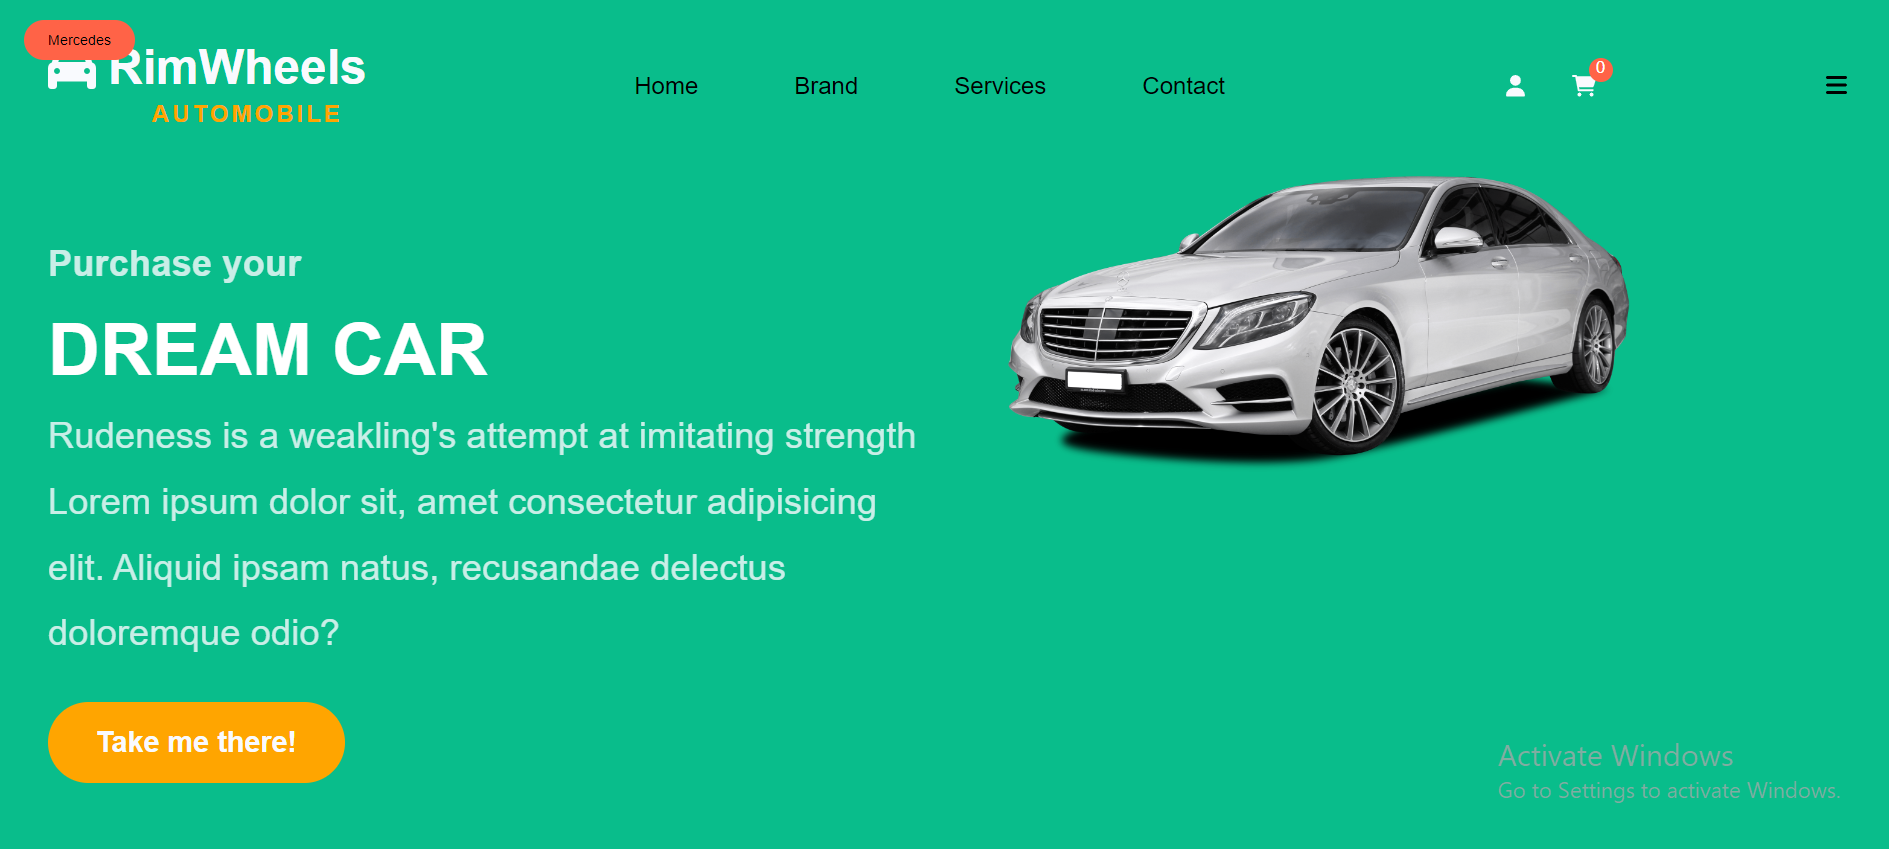 Mercedes
RimWheels
AUTOMOBILE
Home
Brand
Services
Contact
0
Purchase your
DREAM CAR
Rudeness is a weakling's attempt at imitating strength
Lorem ipsum dolor sit, amet consectetur adipisicing
elit. Aliquid ipsam natus, recusandae delectus
doloremque odio?
Take me there!
Activate Windows
Go to Settings to activate Windows.